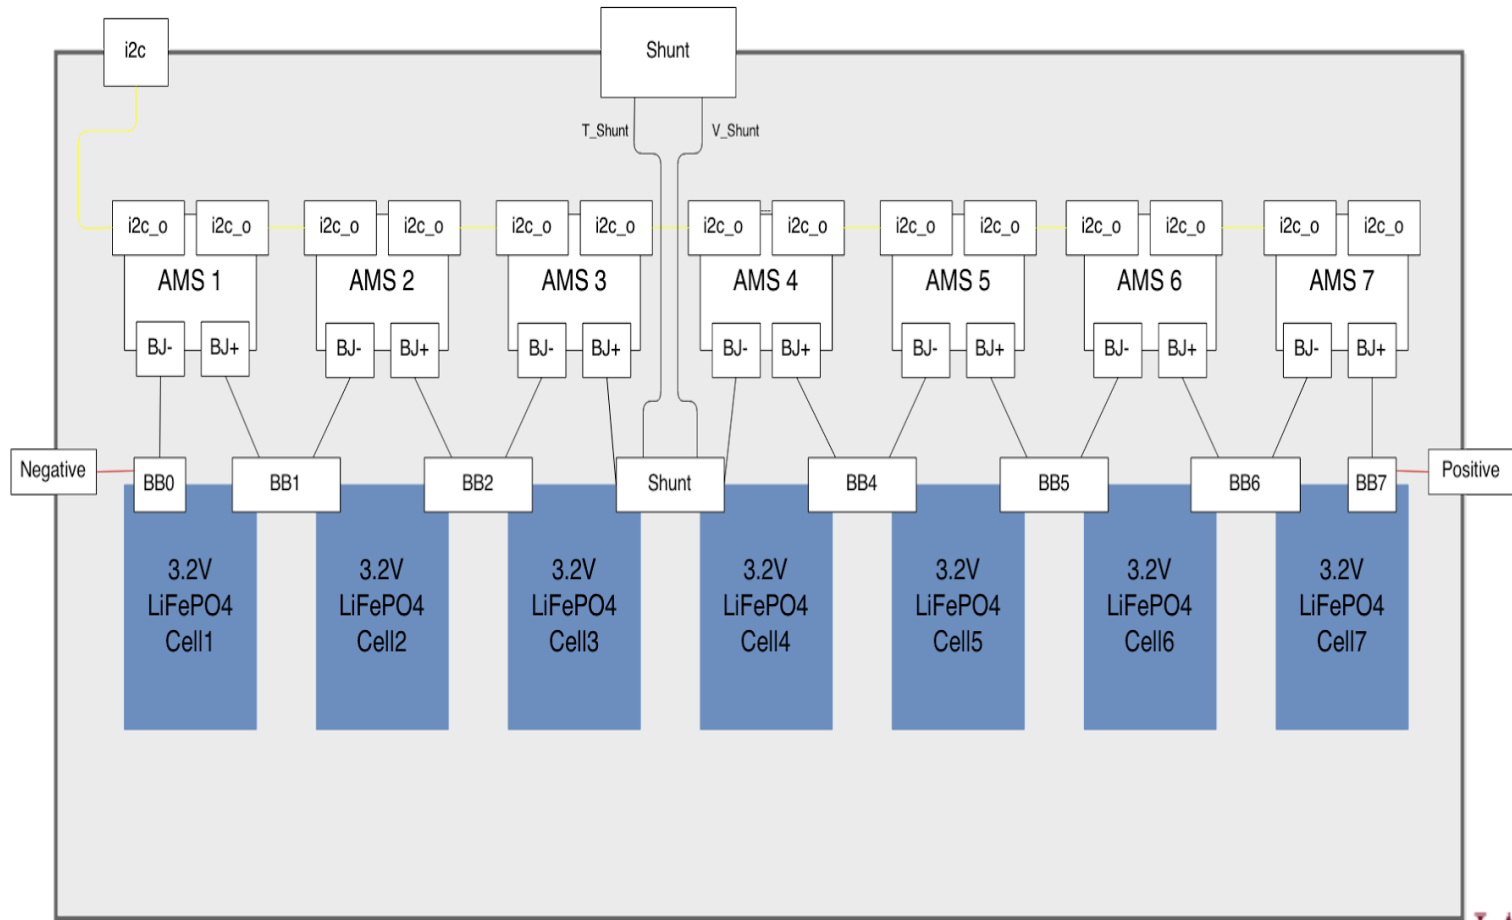 i2c
Shunt
T_Shunt
V_Shunt
i2c_o i2c_o i2c_o i2c_o i2c_o i2c_o i2c_o i2c_o i2c_o i2c_o i2c_o i2c_o i2c_o i2c_o
AMS 1 AMS 2 AMS 3 AMS 4 AMS 5 AMS 6 AMS 7
BJ- BJ+ BJ- BJ+ BJ- BJ+ BJ- BJ+ BJ- BJ+ BJ- BJ+ BJ- BJ+
Negative BB0 BB1 BB2 Shunt BB4 BB5 BB6 BB7 Positive
3.2V 3.2V 3.2V 3.2V 3.2V 3.2V 3.2V
LiFePO4 LiFePO4 LiFePO4 LiFePO4 LiFePO4 LiFePO4 LiFePO4
Cell1 Cell2 Cell3 Cell4 Cell5 Cell6 Cell7